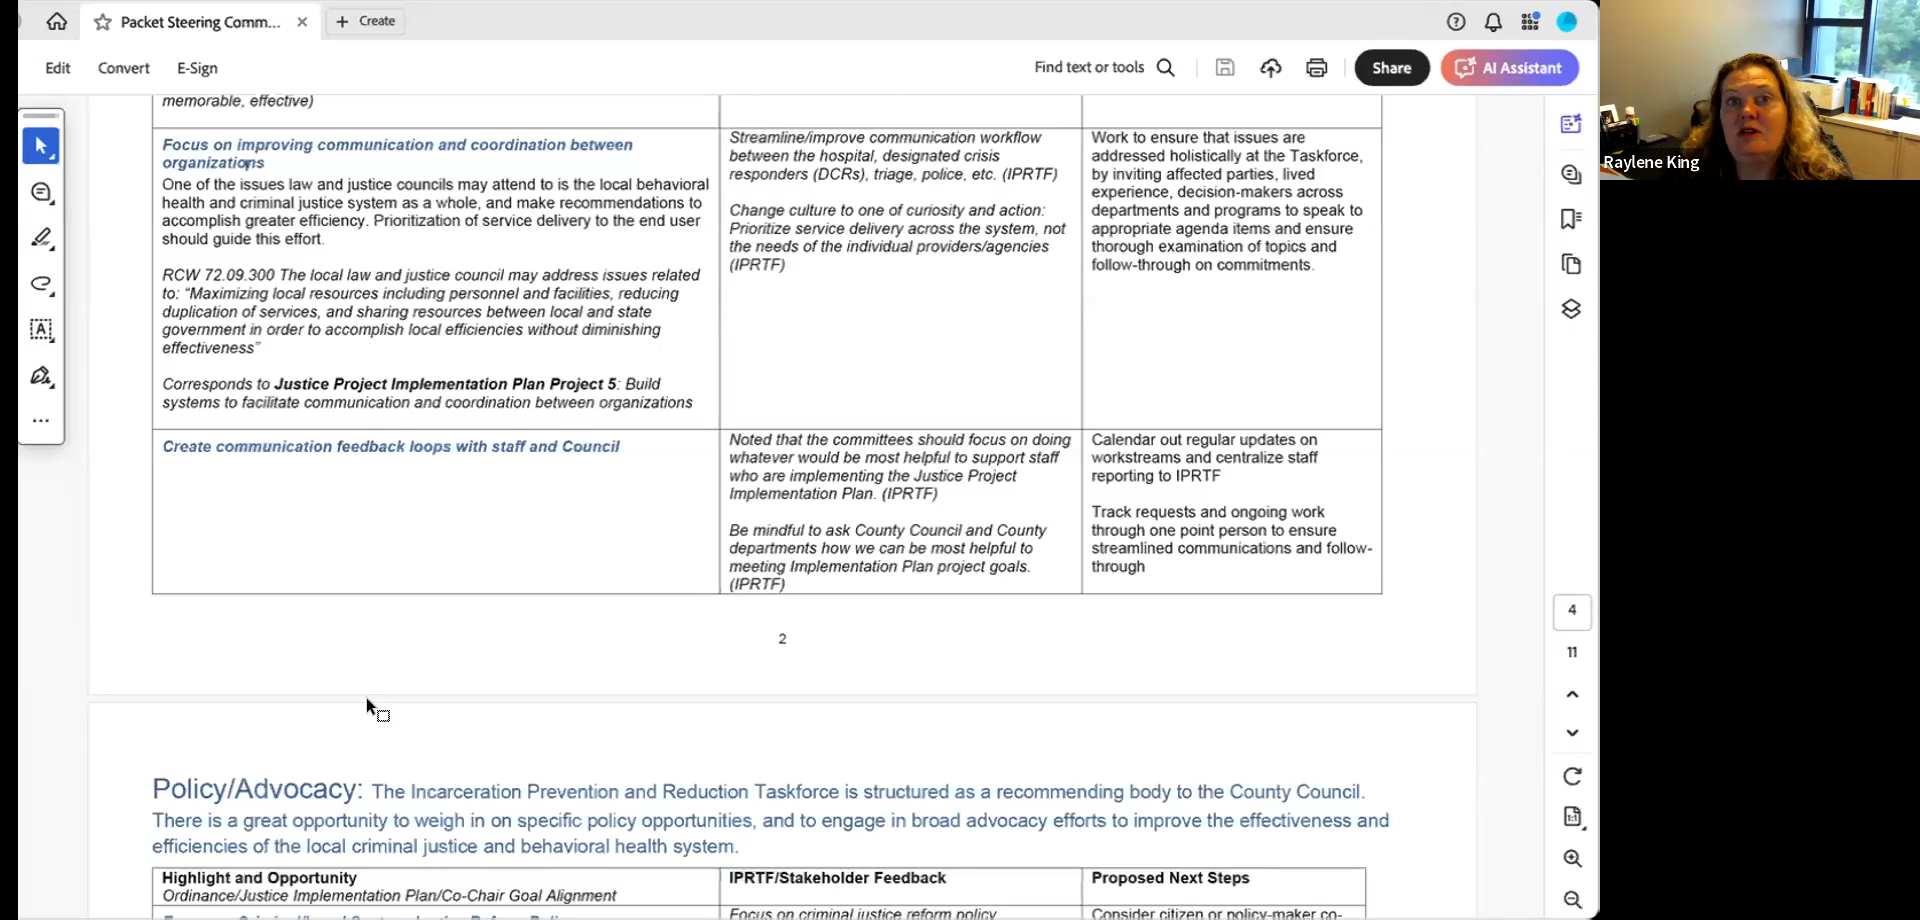 Packet Steering Comm...
Create
Edit
Convert
E-Sign
Find text or tools
Share
AI Assistant
Raylene King
memorable, effective)
Focus on improving communication and coordination between
organizations
One of the issues law and justice councils may attend to is the local behavioral
health and criminal justice system as a whole, and make recommendations to
accomplish greater efficiency. Prioritization of service delivery to the end user
should guide this effort.
RCW 72.09.300 The local law and justice council may address issues related
to: “Maximizing local resources including personnel and facilities, reducing
duplication of services, and sharing resources between local and state
government in order to accomplish local efficiencies without diminishing
effectiveness”
Corresponds to Justice Project Implementation Plan Project 5: Build
systems to facilitate communication and coordination between organizations
Streamline/improve communication workflow
between the hospital, designated crisis
responders (DCRs), triage, police, etc. (IPRTF)
Change culture to one of curiosity and action:
Prioritize service delivery across the system, not
the needs of the individual providers/agencies
(IPRTF)
Work to ensure that issues are
addressed holistically at the Taskforce,
by inviting affected parties, lived
experience, decision-makers across
departments and programs to speak to
appropriate agenda items and ensure
thorough examination of topics and
follow-through on commitments.
Create communication feedback loops with staff and Council
Noted that the committees should focus on doing
whatever would be most helpful to support staff
who are implementing the Justice Project
Implementation Plan. (IPRTF)
Be mindful to ask County Council and County
departments how we can be most helpful to
meeting Implementation Plan project goals.
(IPRTF)
Calendar out regular updates on
workstreams and centralize staff
reporting to IPRTF
Track requests and ongoing work
through one point person to ensure
streamlined communications and follow-
through
2
4
11
Policy/Advocacy: The Incarceration Prevention and Reduction Taskforce is structured as a recommending body to the County Council.
There is a great opportunity to weigh in on specific policy opportunities, and to engage in broad advocacy efforts to improve the effectiveness and
efficiencies of the local criminal justice and behavioral health system.
Highlight and Opportunity
Ordinance/Justice Implementation Plan/Co-Chair Goal Alignment
IPRTF/Stakeholder Feedback
Proposed Next Steps
Focus on criminal justice reform policy
Consider citizen or policy-maker co-